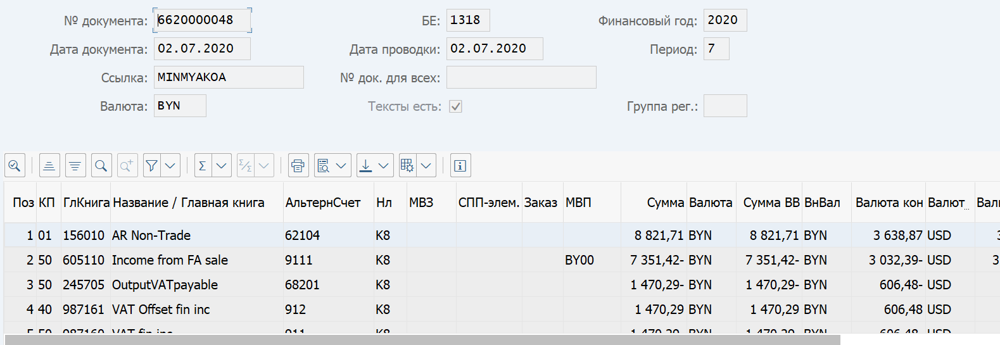 № документа: 6620000048 БЕ: 1318 Финансовый год: 2020
Дата документа: 02.07.2020 Дата проводки: 02.07.2020 Период: 7
Ссылка: MINMYAKOA № док. для всех:
Валюта: BYN Тексты есть: Группа рег.:
Поз КП ГлКнига Название / Главная книга АльтернСчет Нл МВЗ СПП-элем. Заказ МВП Сумма Валюта Сумма ВВ ВнВал Валюта кон Валют... Вал
1 01 156010 AR Non-Trade 62104 K8 8 821,71 BYN 8 821,71 BYN 3 638,87 USD 3
2 50 605110 Income from FA sale 9111 K8 BY00 7 351,42- BYN 7 351,42- BYN 3 032,39- USD 3
3 50 245705 OutputVATpayable 68201 K8 1 470,29- BYN 1 470,29- BYN 606,48- USD
4 40 987161 VAT Offset fin inc 912 K8 1 470,29 BYN 1 470,29 BYN 606,48 USD
5 50 987160 VAT fin inc 911 K8 1 470,29- BYN 1 470,29- BYN 606,48- USD